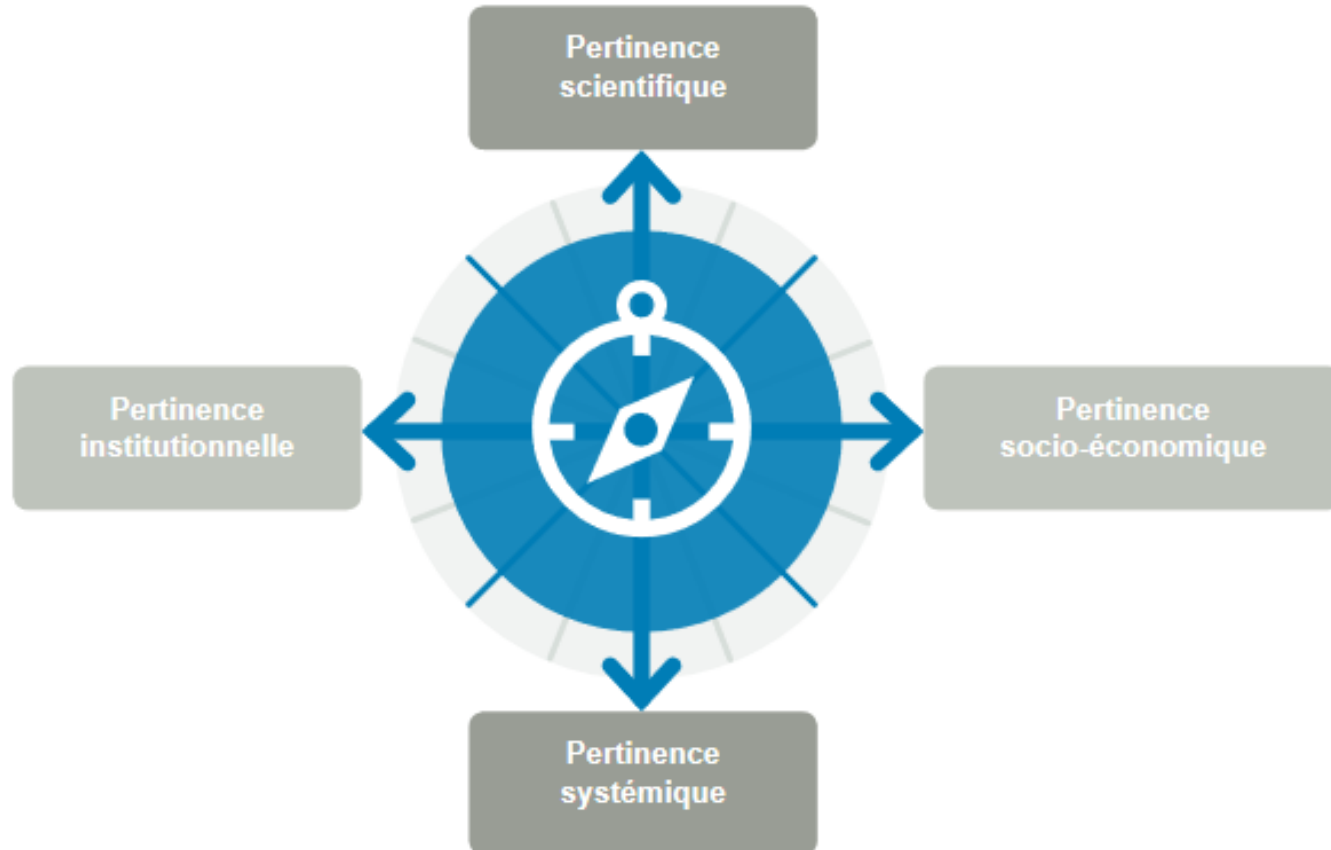 Pertinence
scientifique
Pertinence
institutionnelle
Pertinence
socio-économique
Pertinence
systémique